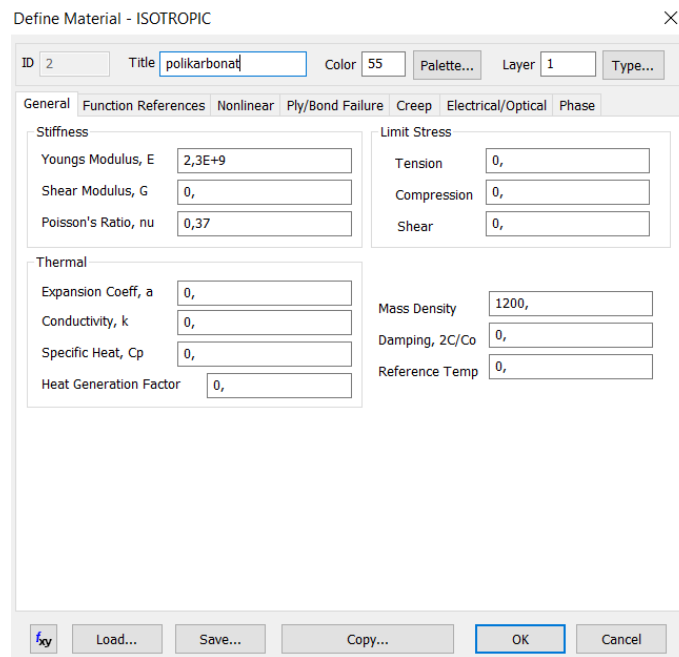 Define Material - ISOTROPIC
ID 2 Title polikarbonat Color 55 Palette... Layer 1 Type...
General Function References Nonlinear Ply/Bond Failure Creep Electrical/Optical Phase
Stiffness
Youngs Modulus, E 2,3E+9
Shear Modulus, G 0,
Poisson's Ratio, nu 0,37
Limit Stress
Tension 0,
Compression 0,
Shear 0,
Thermal
Expansion Coeff, a 0,
Conductivity, k 0,
Specific Heat, Cp 0,
Heat Generation Factor 0,
Mass Density 1200,
Damping, 2C/Co 0,
Reference Temp 0,
fxy Load... Save... Copy... OK Cancel